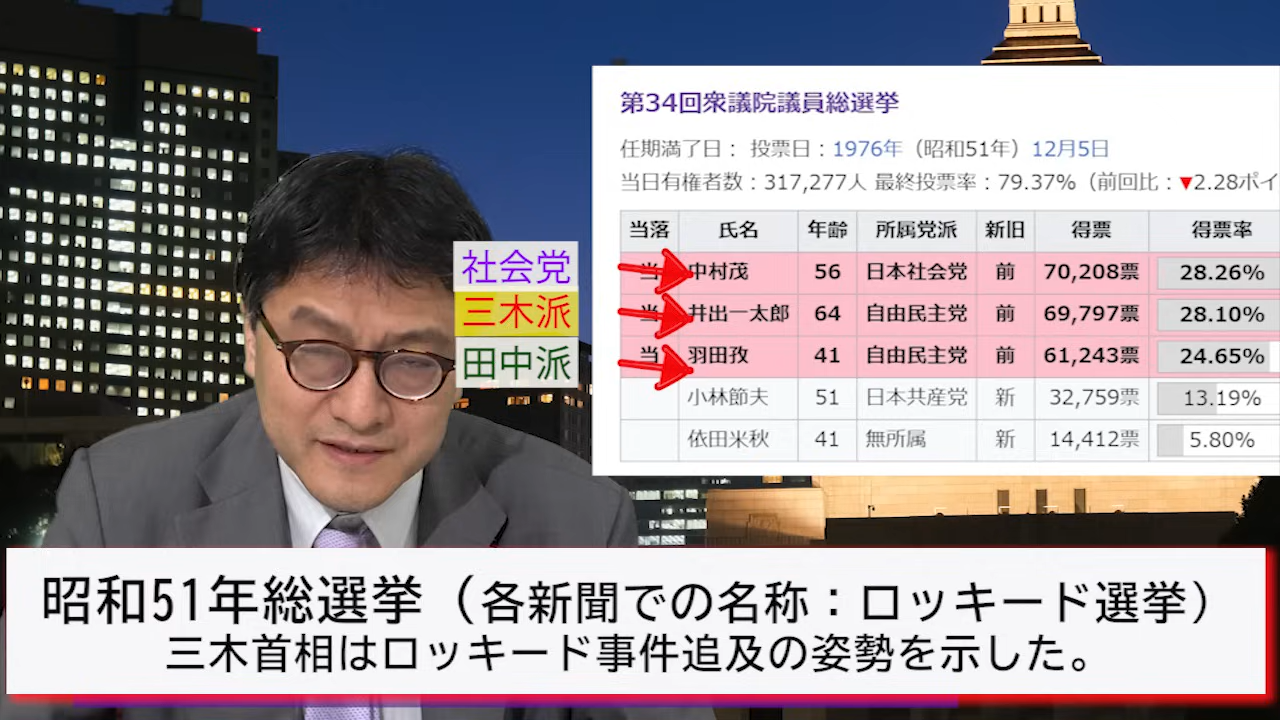 第34回衆議院議員総選挙
任期満了日： 投票日：1976年（昭和51年）12月5日
当日有権者数：317,277人 最終投票率：79.37%（前回比：▼2.28ポイ
当落 氏名 年齢 所属党派 新旧 得票 得票率
当 中村茂 56 日本社会党 前 70,208票 28.26%
当 井出一太郎 64 自由民主党 前 69,797票 28.10%
当 羽田孜 41 自由民主党 前 61,243票 24.65%
小林節夫 51 日本共産党 新 32,759票 13.19%
依田米秋 41 無所属 新 14,412票 5.80%
社会党
三木派
田中派
昭和51年総選挙（各新聞での名称：ロッキード選挙）
三木首相はロッキード事件追及の姿勢を示した。